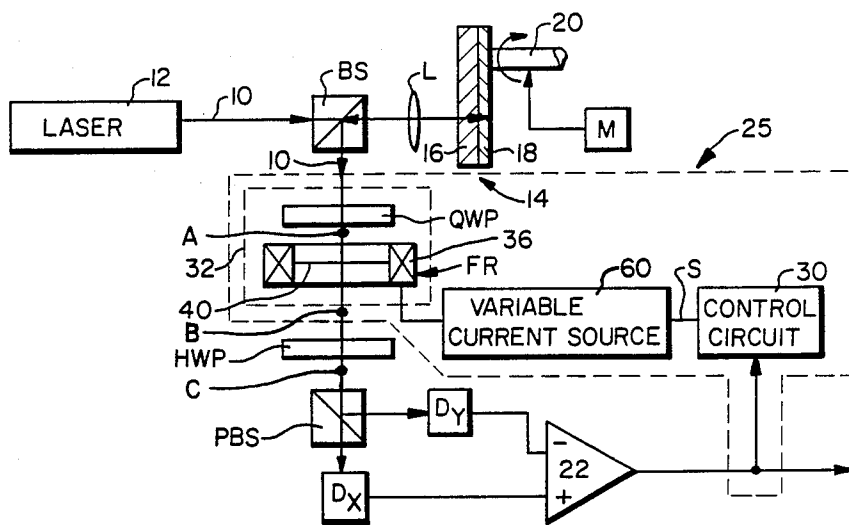 12
LASER
10
BS
L
20
M
16
18
14
25
10
QWP
A
36
32
FR
40
60
VARIABLE
CURRENT SOURCE
S
30
CONTROL
CIRCUIT
B
HWP
C
PBS
DY
DX
-
22
+